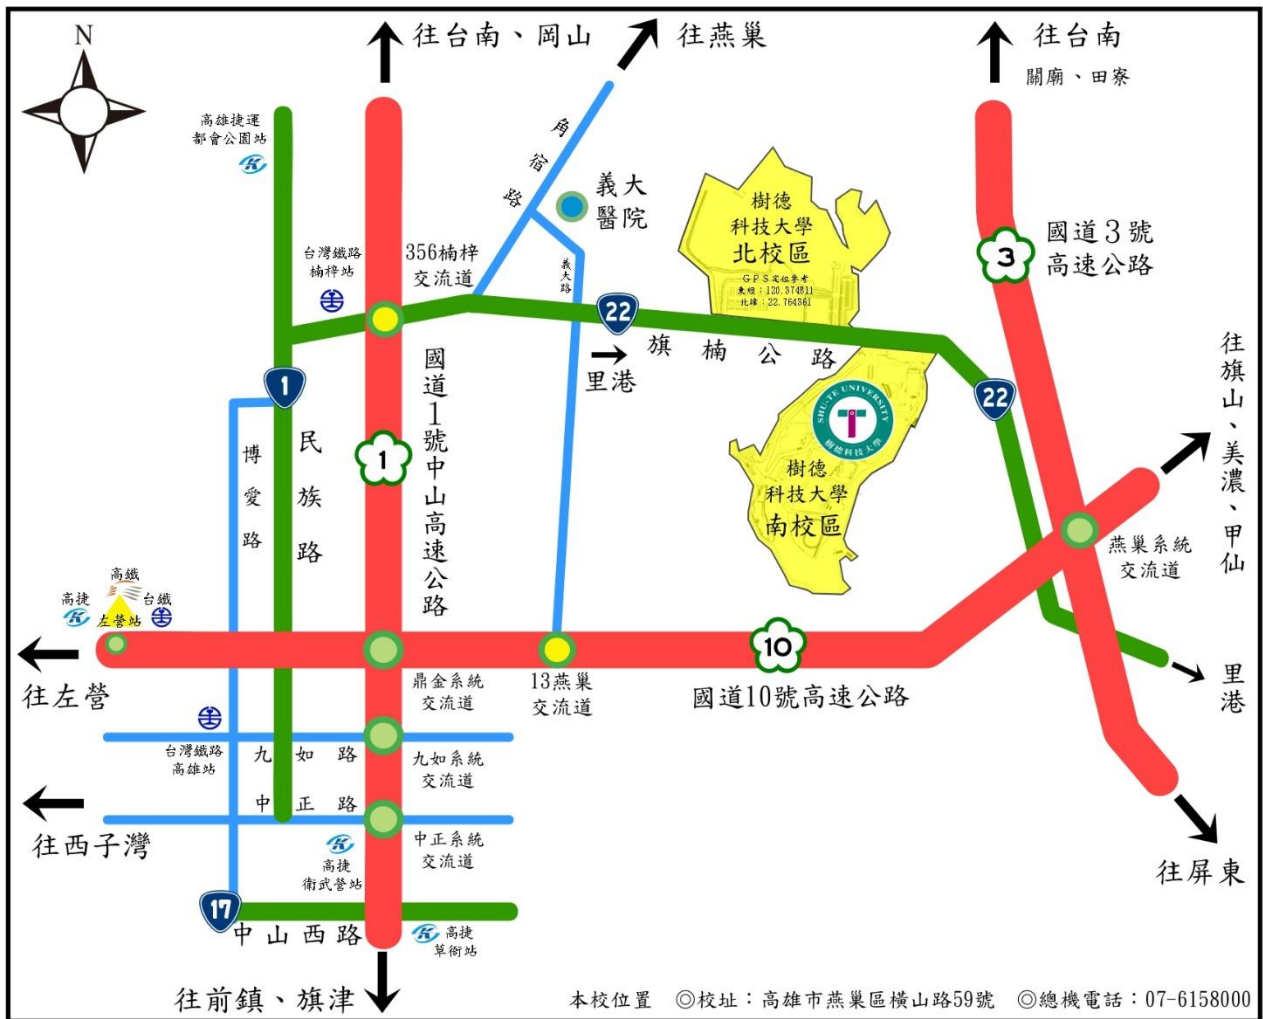 N
往台南、岡山
往燕巢
往台南
關廟、田寮
高雄捷運
都會公園站
角宿路
義大
醫院
義大路
樹德
科技大學
北校區
GPS定位參考
東經：120.374811
北緯：22.764361
國道3號
高速公路
3
台灣鐵路
楠梓站
356楠梓
交流道
22
旗楠公路
里港
22
1
民族路
博愛路
國道1號中山高速公路
1
SHU-TE UNIVERSITY
樹德科技大學
樹德
科技大學
南校區
往旗山、美濃、甲仙
燕巢系統
交流道
高鐵
高捷
台鐵
左營站
往左營
鼎金系統
交流道
13燕巢
交流道
10
國道10號高速公路
里港
台灣鐵路
高雄站
九如路
九如系統
交流道
中正路
中正系統
交流道
往西子灣
高捷
衛武營站
17
中山西路
高捷
草衙站
往屏東
往前鎮、旗津
本校位置 ◎校址：高雄市燕巢區橫山路59號 ◎總機電話：07-6158000